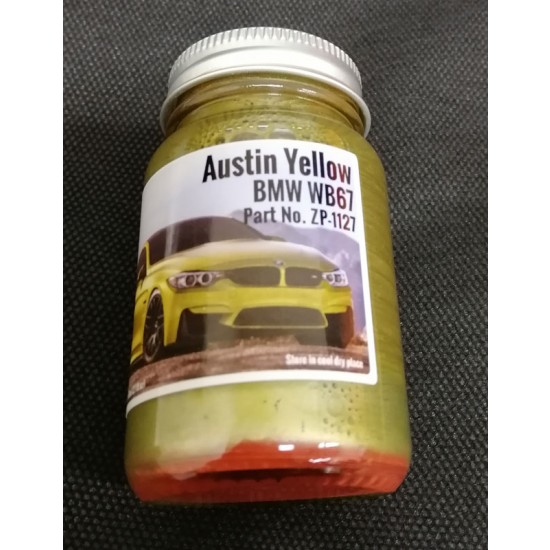 Austin Yellow
BMW WB67
Part No. ZP-1127
Store in cool dry place